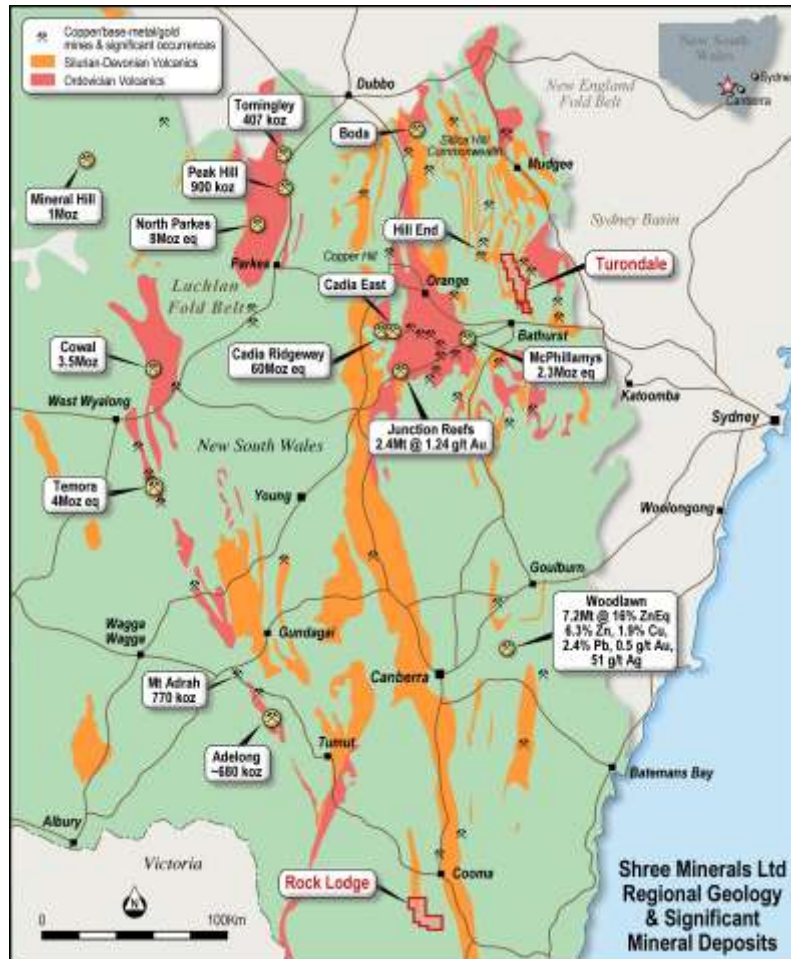 Copper/base-metal/gold
mines & significant occurrences
Silurian-Devonian Volcanics
Ordovician Volcanics
New South
Wales
Sydney
Canberra
Dubbo
New England
Fold Belt
Tomingley
407 koz
Boda
Silica Hill
Commonwealth
Mudgee
Peak Hill
900 koz
Mineral Hill
1Moz
North Parkes
8Moz eq
Hill End
Sydney Basin
Parkes
Copper Hill
Turondale
Lachlan
Fold Belt
Cadia East
Orange
Cowal
3.5Moz
Cadia Ridgeway
60Moz eq
Bathurst
McPhillamys
2.3Moz eq
Katoomba
West Wyalong
Junction Reefs
2.4Mt @ 1.24 g/t Au
Sydney
New South Wales
Temora
4Moz eq
Young
Woolongong
Goulburn
Woodlawn
7.2Mt @ 16% ZnEq
6.3% Zn, 1.9% Cu,
2.4% Pb, 0.5 g/t Au,
51 g/t Ag
Wagga
Wagga
Gundagai
Mt Adrah
770 koz
Canberra
Adelong
~680 koz
Tumut
Batemans Bay
Albury
Victoria
Rock Lodge
Cooma
N
0
100Km
Shree Minerals Ltd
Regional Geology
& Significant
Mineral Deposits